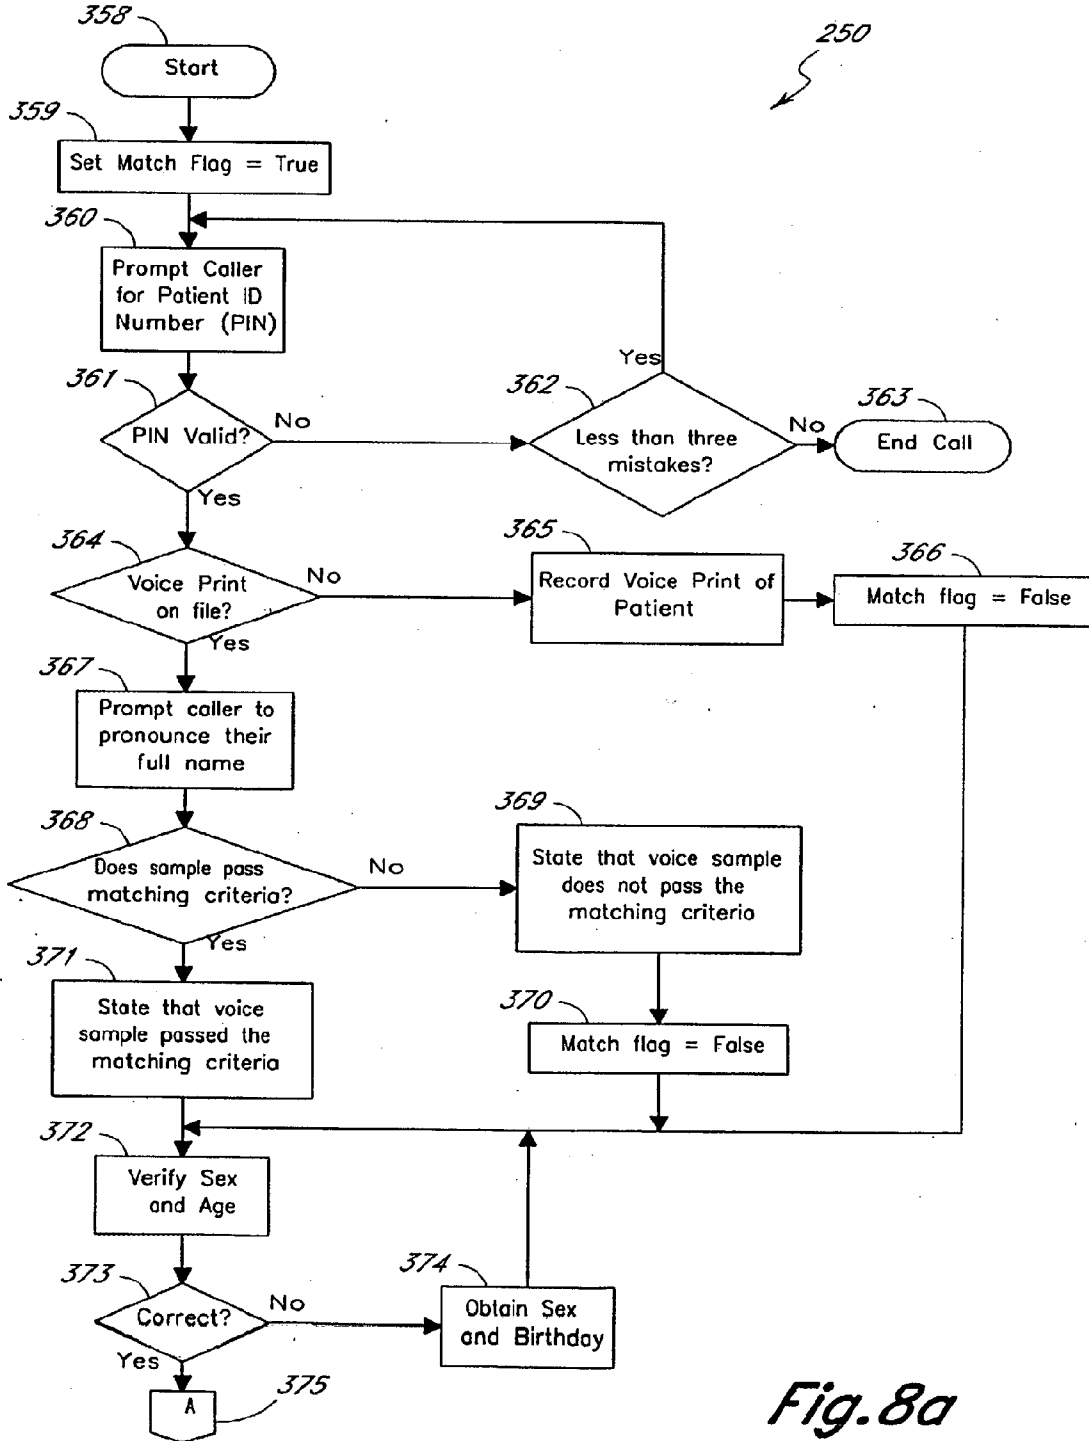 358
Start
250
359
Set Match Flag = True
360
Prompt Caller
for Patient ID
Number (PIN)
Yes
361
PIN Valid?
No
362
Less than three
mistakes?
No
363
End Call
Yes
364
Voice Print
on file?
No
365
Record Voice Print of
Patient
366
Match flag = False
Yes
367
Prompt caller to
pronounce their
full name
368
Does sample pass
matching criteria?
No
369
State that voice sample
does not pass the
matching criteria
Yes
371
State that voice
sample passed the
matching criteria
370
Match flag = False
372
Verify Sex
and Age
373
Correct?
No
374
Obtain Sex
and Birthday
Yes
A
375
Fig.8a